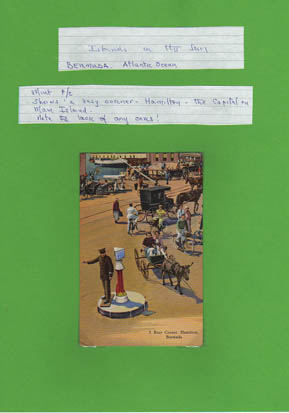 Islands in the Sun
BERMUDA. Atlantic Ocean
Mint P/C
Shows 'a busy corner - Hamilton - the Capital on
Main Island.
Note the lack of any cars!
A Busy Corner, Hamilton,
Bermuda